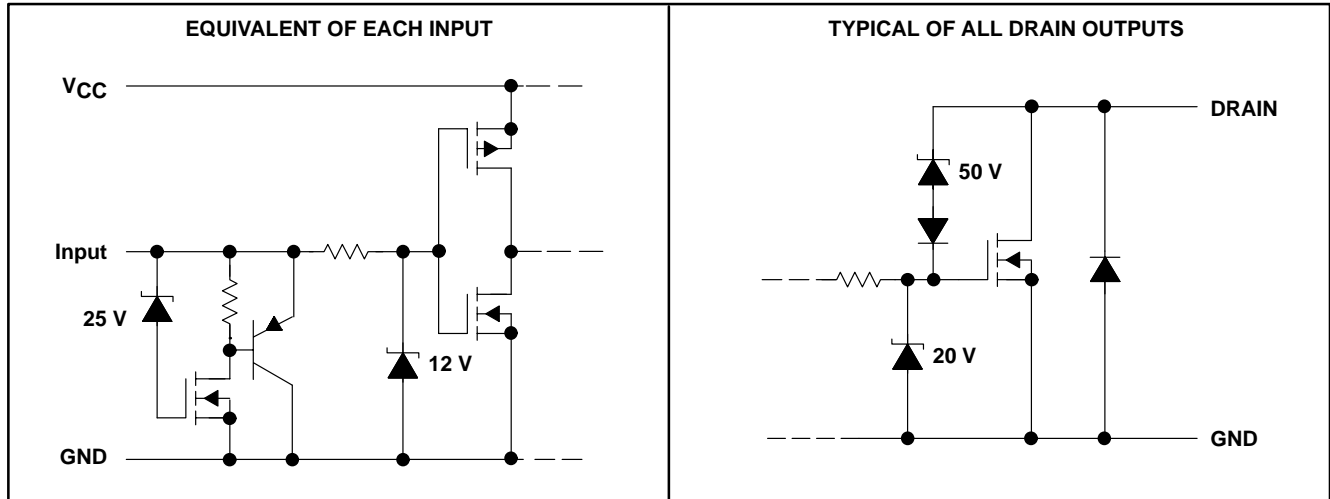 EQUIVALENT OF EACH INPUT
VCC
Input
25 V
12 V
GND
TYPICAL OF ALL DRAIN OUTPUTS
DRAIN
50 V
20 V
GND